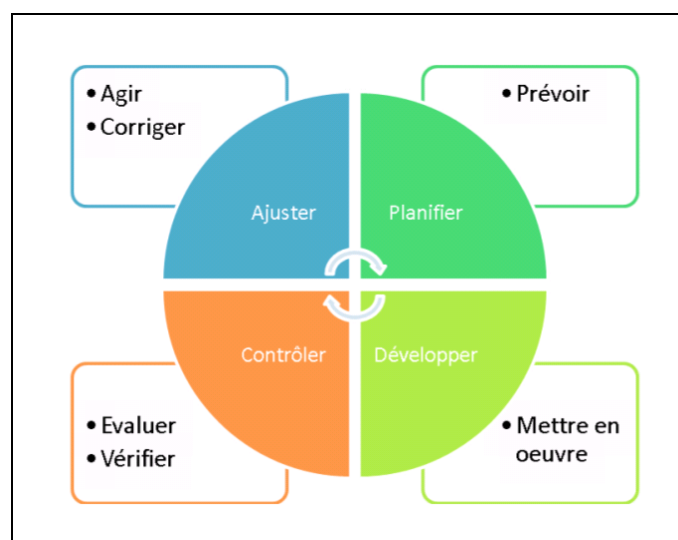 • Agir
• Corriger
• Prévoir
Ajuster
Planifier
Contrôler
Développer
• Evaluer
• Vérifier
• Mettre en
oeuvre